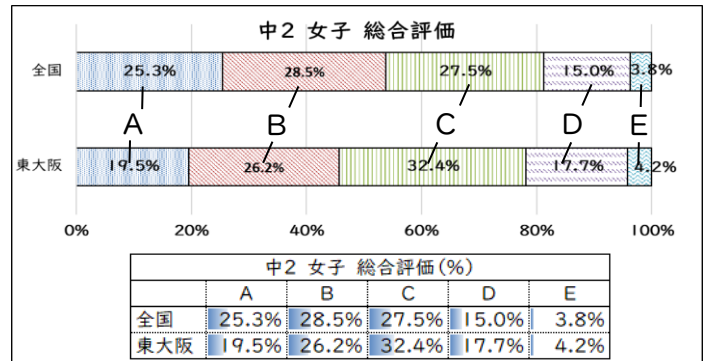 中2 女子 総合評価
全国 25.3% 28.5% 27.5% 15.0% 3.8%
A B C D E
東大阪 19.5% 26.2% 32.4% 17.7% 4.2%
0% 20% 40% 60% 80% 100%
中2 女子 総合評価(%)
A B C D E
全国 25.3% 28.5% 27.5% 15.0% 3.8%
東大阪 19.5% 26.2% 32.4% 17.7% 4.2%